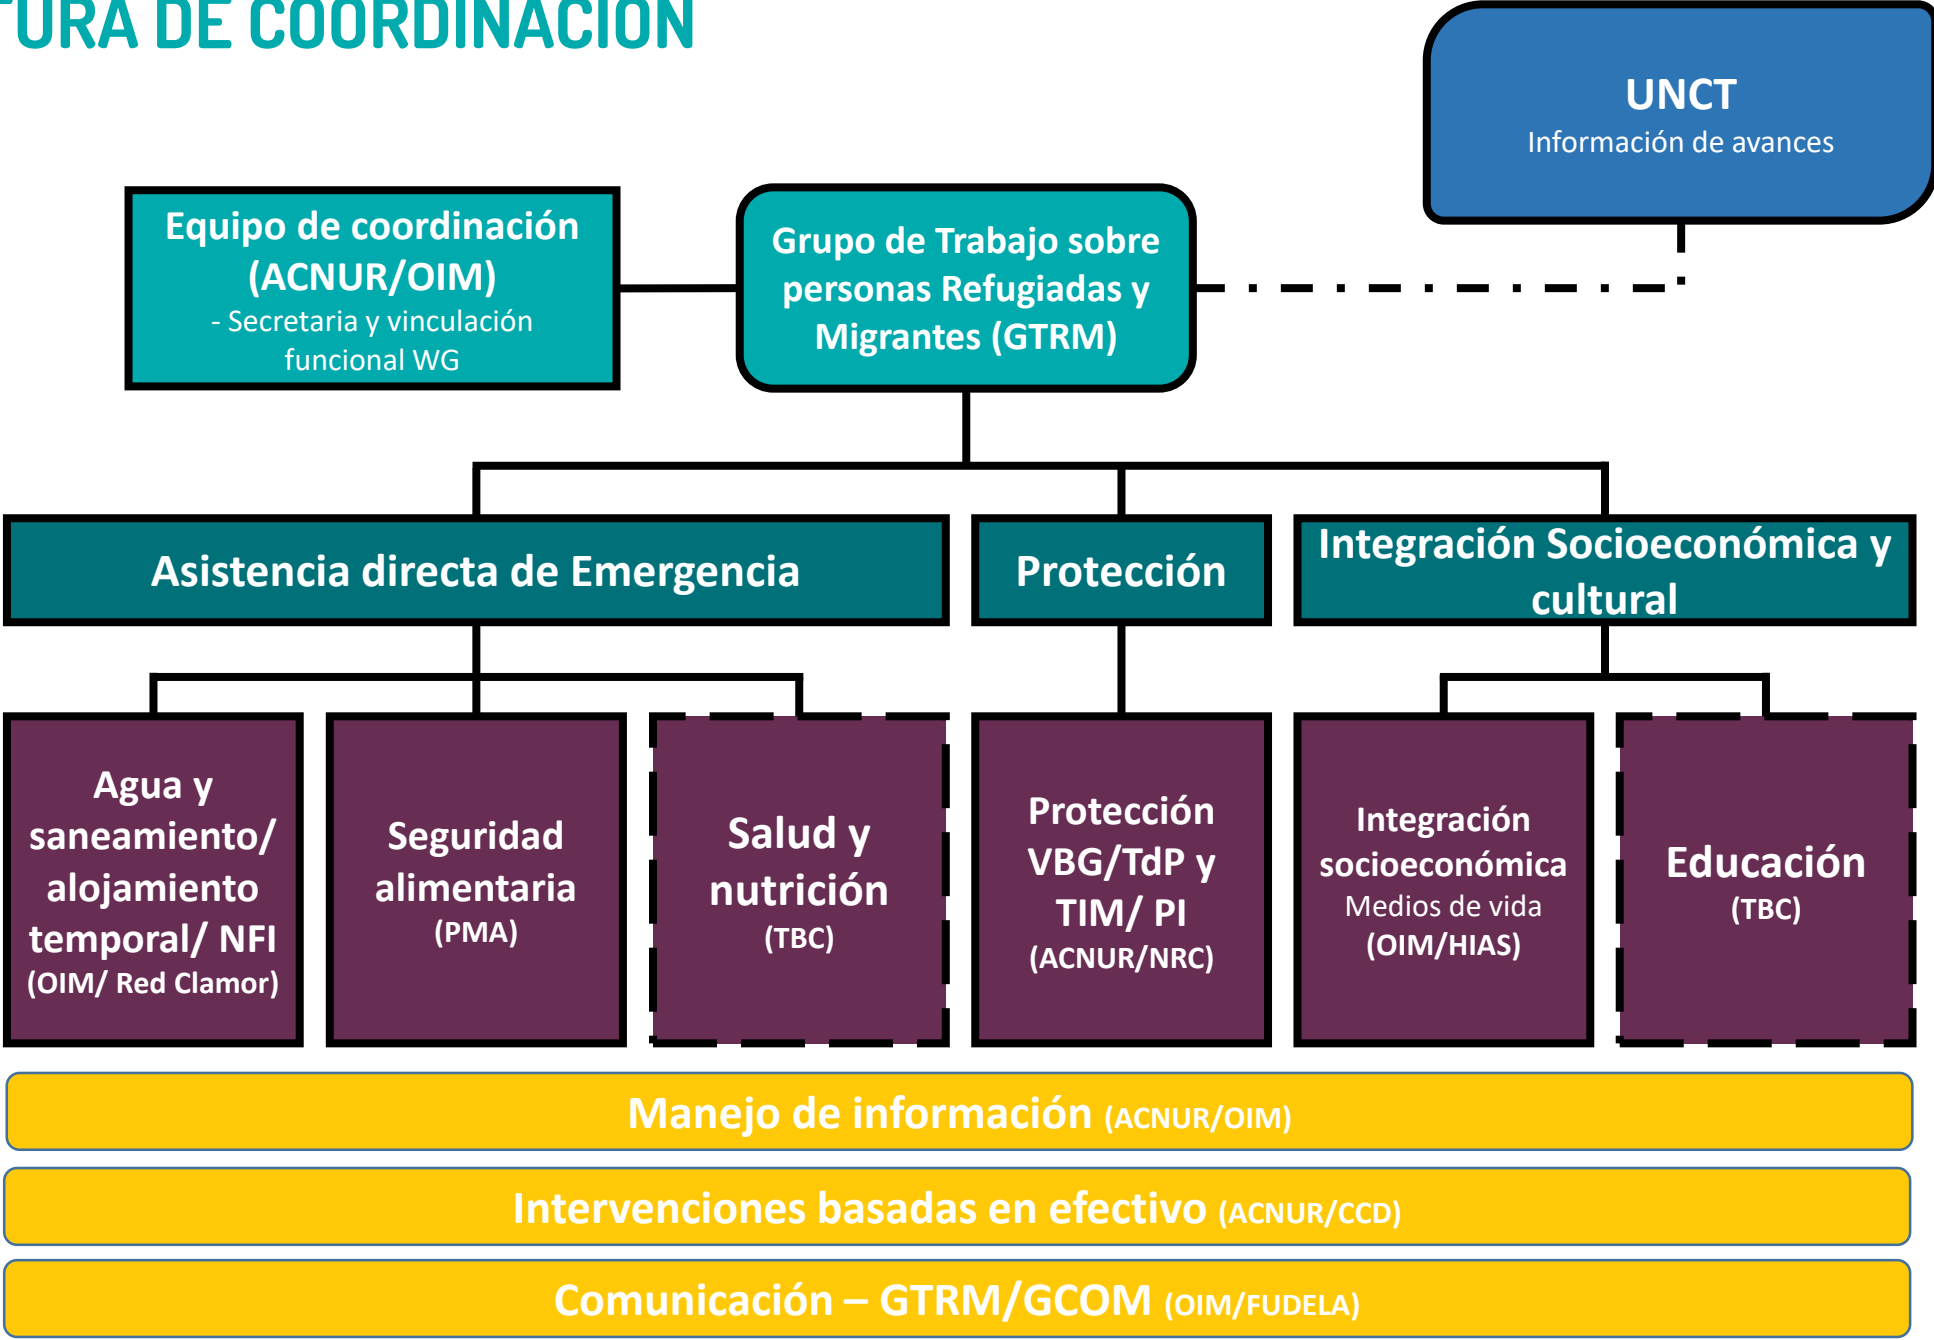 TURA DE COORDINACIÓN
UNCT
Información de avances
Equipo de coordinación
(ACNUR/OIM)
- Secretaria y vinculación
funcional WG
Grupo de Trabajo sobre
personas Refugiadas y
Migrantes (GTRM)
Asistencia directa de Emergencia
Protección
Integración Socioeconómica y
cultural
Agua y
saneamiento/
alojamiento
temporal/ NFI
(OIM/ Red Clamor)
Seguridad
alimentaria
(PMA)
Salud y
nutrición
(TBC)
Protección
VBG/TdP y
TIM/ PI
(ACNUR/NRC)
Integración
socioeconómica
Medios de vida
(OIM/HIAS)
Educación
(TBC)
Manejo de información (ACNUR/OIM)
Intervenciones basadas en efectivo (ACNUR/CCD)
Comunicación – GTRM/GCOM (OIM/FUDELA)